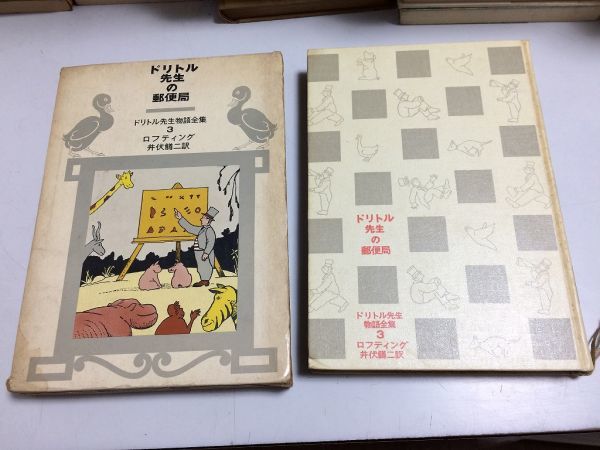 ドリトル
先生
の
郵便局
ドリトル先生物語全集
3
ロフティング
井伏鱒二訳
ドリトル
先生
の
郵便局
ドリトル先生
物語全集
3
ロフティング
井伏鱒二訳